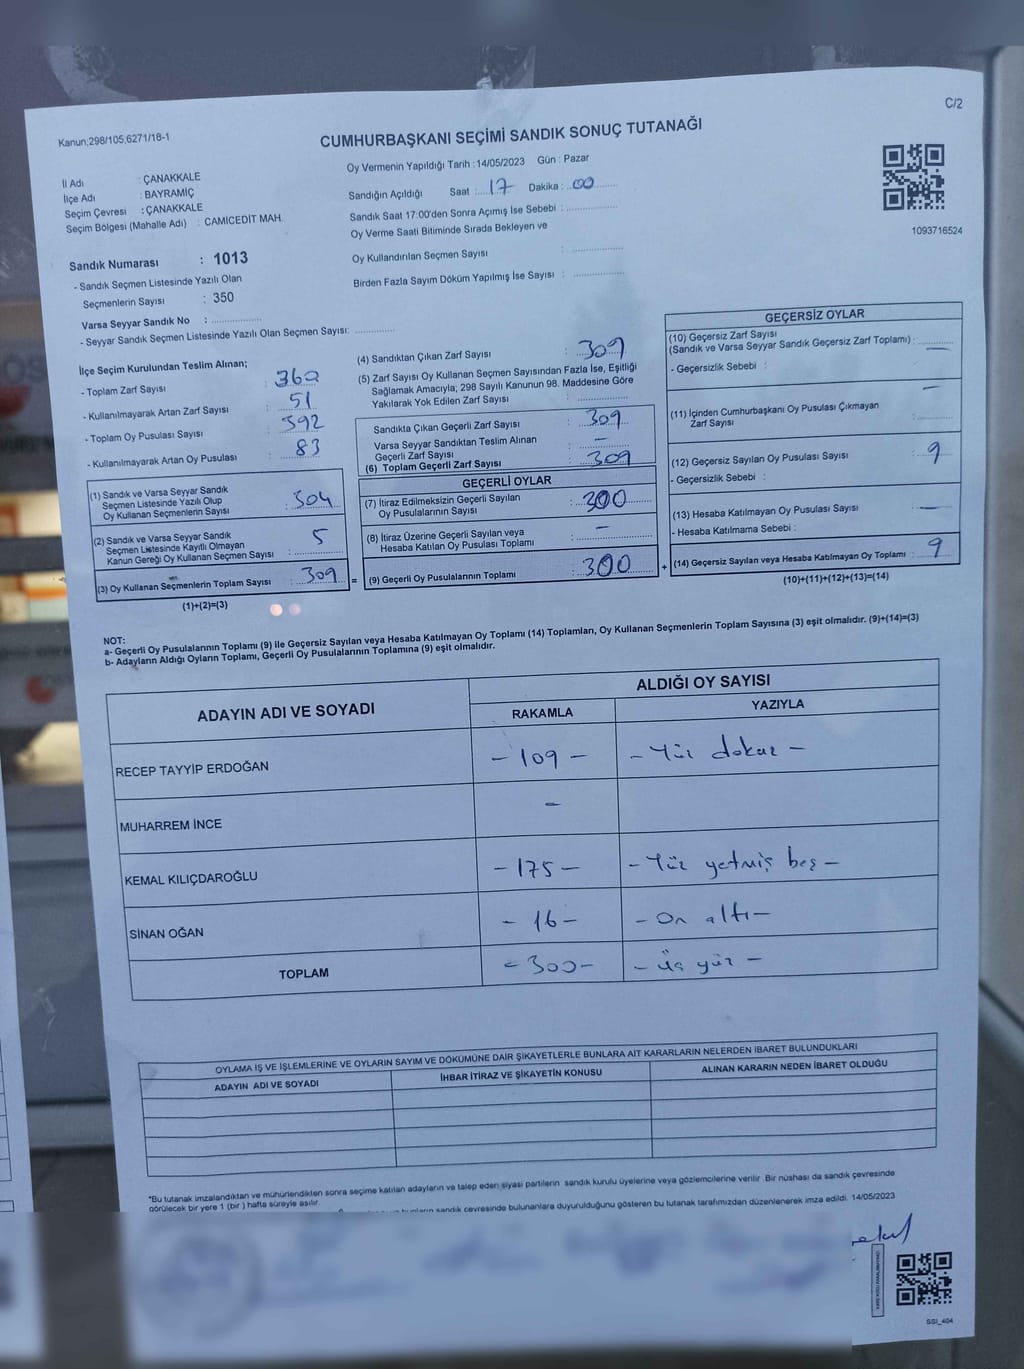 C/2
Kanun;298/105,6271/18-1
CUMHURBAŞKANI SEÇİMİ SANDIK SONUÇ TUTANAĞI
Oy Vermenin Yapıldığı Tarih : 14/05/2023 Gün : Pazar
İl Adı : ÇANAKKALE
İlçe Adı : BAYRAMİÇ
Seçim Çevresi : ÇANAKKALE
Seçim Bölgesi (Mahalle Adı) : CAMİCEDİT MAH.
Sandığın Açıldığı Saat : 17 Dakika : 00
Sandık Saat 17:00'den Sonra Açımış İse Sebebi :
Oy Verme Saati Bitiminde Sırada Bekleyen ve
Oy Kullandırılan Seçmen Sayısı :
Birden Fazla Sayım Döküm Yapılmış İse Sayısı :
1093716524
Sandık Numarası : 1013
- Sandık Seçmen Listesinde Yazılı Olan
Seçmenlerin Sayısı : 350
Varsa Seyyar Sandık No :
- Seyyar Sandık Seçmen Listesinde Yazılı Olan Seçmen Sayısı:
İlçe Seçim Kurulundan Teslim Alınan;
- Toplam Zarf Sayısı : 360
- Kullanılmayarak Artan Zarf Sayısı : 51
- Toplam Oy Pusulası Sayısı : 392
- Kullanılmayarak Artan Oy Pusulası : 83
(1) Sandık ve Varsa Seyyar Sandık
Seçmen Listesinde Yazılı Olup
Oy Kullanan Seçmenlerin Sayısı : 304
(2) Sandık ve Varsa Seyyar Sandık
Seçmen Listesinde Kayıtlı Olmayan
Kanun Gereği Oy Kullanan Seçmen Sayısı : 5
(3) Oy Kullanan Seçmenlerin Toplam Sayısı : 309
(1)+(2)=(3)
(4) Sandıktan Çıkan Zarf Sayısı : 309
(5) Zarf Sayısı Oy Kullanan Seçmen Sayısından Fazla İse, Eşitliği
Sağlamak Amacıyla; 298 Sayılı Kanunun 98. Maddesine Göre
Yakılarak Yok Edilen Zarf Sayısı :
Sandıkta Çıkan Geçerli Zarf Sayısı : 309
Varsa Seyyar Sandıktan Teslim Alınan
Geçerli Zarf Sayısı : —
(6) Toplam Geçerli Zarf Sayısı : 309
GEÇERLİ OYLAR
(7) İtiraz Edilmeksizin Geçerli Sayılan
Oy Pusulalarının Sayısı : 300
(8) İtiraz Üzerine Geçerli Sayılan veya
Hesaba Katılan Oy Pusulası Toplamı : —
= (9) Geçerli Oy Pusulalarının Toplamı : 300
GEÇERSİZ OYLAR
(10) Geçersiz Zarf Sayısı
(Sandık ve Varsa Seyyar Sandık Geçersiz Zarf Toplamı) : —
- Geçersizlik Sebebi :
(11) İçinden Cumhurbaşkanı Oy Pusulası Çıkmayan
Zarf Sayısı : —
(12) Geçersiz Sayılan Oy Pusulası Sayısı : 9
- Geçersizlik Sebebi :
(13) Hesaba Katılmayan Oy Pusulası Sayısı : —
- Hesaba Katılmama Sebebi :
+ (14) Geçersiz Sayılan veya Hesaba Katılmayan Oy Toplamı : 9
(10)+(11)+(12)+(13)=(14)
NOT:
a- Geçerli Oy Pusulalarının Toplamı (9) ile Geçersiz Sayılan veya Hesaba Katılmayan Oy Toplamı (14) Toplamları, Oy Kullanan Seçmenlerin Toplam Sayısına (3) eşit olmalıdır. (9)+(14)=(3)
b- Adayların Aldığı Oyların Toplamı, Geçerli Oy Pusulalarının Toplamına (9) eşit olmalıdır.
ADAYIN ADI VE SOYADI
ALDIĞI OY SAYISI
RAKAMLA YAZIYLA
RECEP TAYYİP ERDOĞAN - 109 - - Yüz dokuz -
MUHARREM İNCE -
KEMAL KILIÇDAROĞLU - 175 - - Yüz yetmiş beş -
SİNAN OĞAN - 16 - - On altı -
TOPLAM - 300 - - üç yüz -
OYLAMA İŞ VE İŞLEMLERİNE VE OYLARIN SAYIM VE DÖKÜMÜNE DAİR ŞİKAYETLERLE BUNLARA AİT KARARLARIN NELERDEN İBARET BULUNDUKLARI
ADAYIN ADI VE SOYADI İHBAR İTİRAZ VE ŞİKAYETİN KONUSU ALINAN KARARIN NEDEN İBARET OLDUĞU
*Bu tutanak imzalandıktan ve mühürlendikten sonra seçime katılan adayların ve talep eden siyasi partilerin sandık kurulu üyelerine veya gözlemcilerine verilir. Bir nüshası da sandık çevresinde
görülecek bir yere 1 (bir ) hafta süreyle asılır.
sandık çevresinde bulunanlara duyurulduğunu gösteren bu tutanak tarafımızdan düzenlenerek imza edildi. 14/05/2023
SSI_404